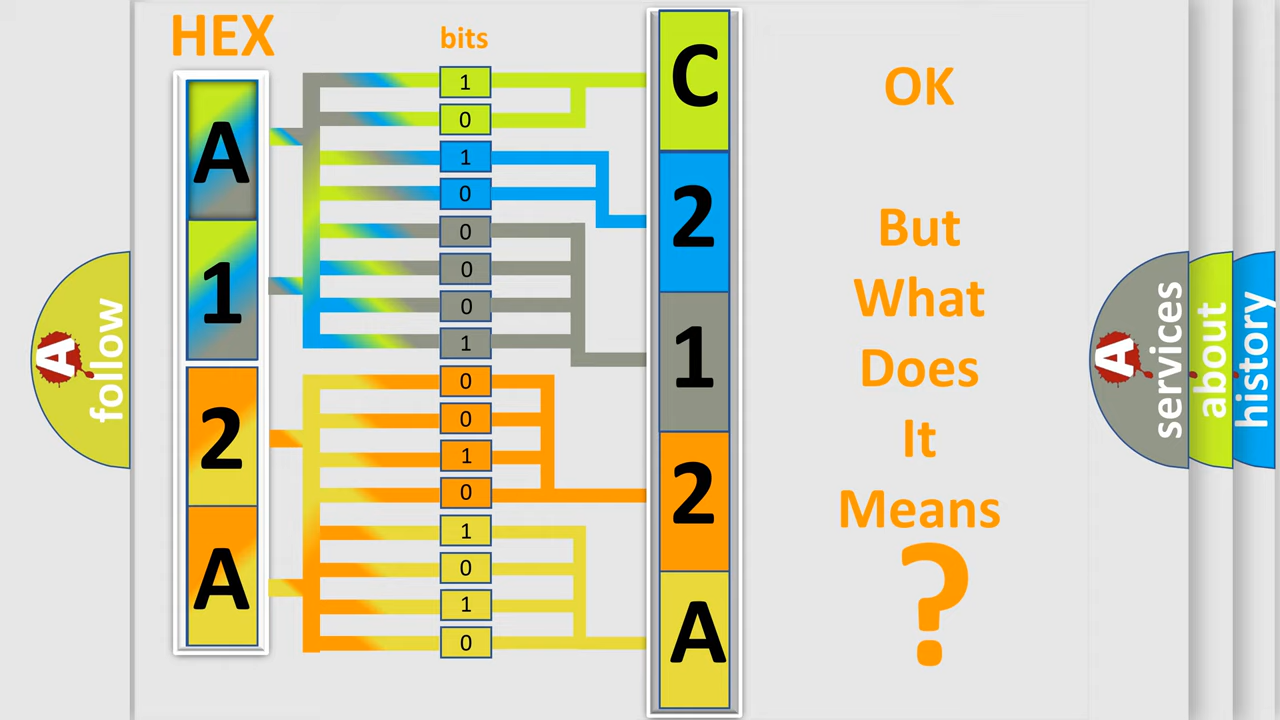 HEX
bits
A
1
2
A
1
0
1
0
0
0
0
1
0
0
1
0
1
0
1
0
C
2
1
2
A
OK
But
What
Does
It
Means
?
A
follow
A
services
about
history